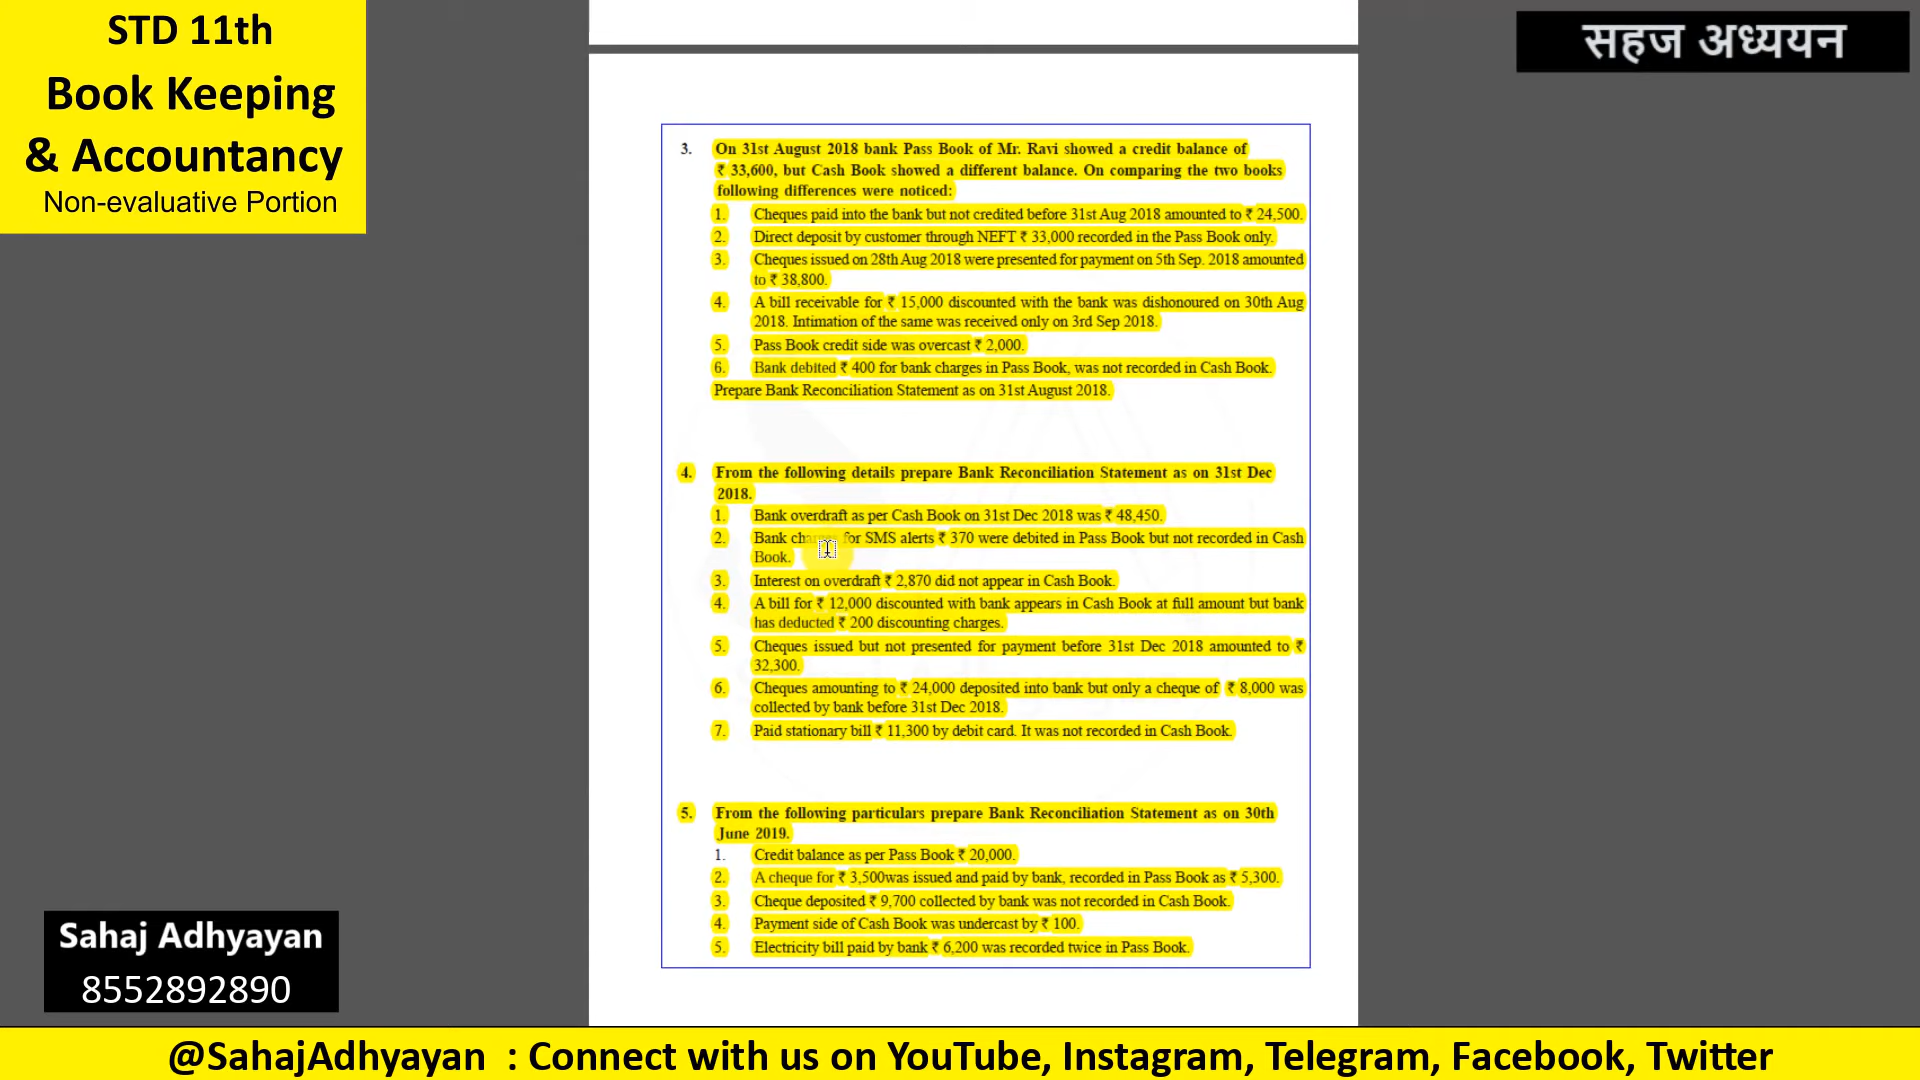 STD 11th
Book Keeping
& Accountancy
Non-evaluative Portion
सहज अध्ययन
3. On 31st August 2018 bank Pass Book of Mr. Ravi showed a credit balance of
₹ 33,600, but Cash Book showed a different balance. On comparing the two books
following differences were noticed:
1. Cheques paid into the bank but not credited before 31st Aug 2018 amounted to ₹ 24,500.
2. Direct deposit by customer through NEFT ₹ 33,000 recorded in the Pass Book only.
3. Cheques issued on 28th Aug 2018 were presented for payment on 5th Sep. 2018 amounted
to ₹ 38,800.
4. A bill receivable for ₹ 15,000 discounted with the bank was dishonoured on 30th Aug
2018. Intimation of the same was received only on 3rd Sep 2018.
5. Pass Book credit side was overcast ₹ 2,000.
6. Bank debited ₹ 400 for bank charges in Pass Book, was not recorded in Cash Book.
Prepare Bank Reconciliation Statement as on 31st August 2018.
4. From the following details prepare Bank Reconciliation Statement as on 31st Dec
2018.
1. Bank overdraft as per Cash Book on 31st Dec 2018 was ₹ 48,450.
2. Bank charges for SMS alerts ₹ 370 were debited in Pass Book but not recorded in Cash
Book.
3. Interest on overdraft ₹ 2,870 did not appear in Cash Book.
4. A bill for ₹ 12,000 discounted with bank appears in Cash Book at full amount but bank
has deducted ₹ 200 discounting charges.
5. Cheques issued but not presented for payment before 31st Dec 2018 amounted to ₹
32,300.
6. Cheques amounting to ₹ 24,000 deposited into bank but only a cheque of ₹ 8,000 was
collected by bank before 31st Dec 2018.
7. Paid stationary bill ₹ 11,300 by debit card. It was not recorded in Cash Book.
5. From the following particulars prepare Bank Reconciliation Statement as on 30th
June 2019.
1. Credit balance as per Pass Book ₹ 20,000.
2. A cheque for ₹ 3,500was issued and paid by bank, recorded in Pass Book as ₹ 5,300.
3. Cheque deposited ₹ 9,700 collected by bank was not recorded in Cash Book.
4. Payment side of Cash Book was undercast by ₹ 100.
5. Electricity bill paid by bank ₹ 6,200 was recorded twice in Pass Book.
Sahaj Adhyayan
8552892890
@SahajAdhyayan : Connect with us on YouTube, Instagram, Telegram, Facebook, Twitter